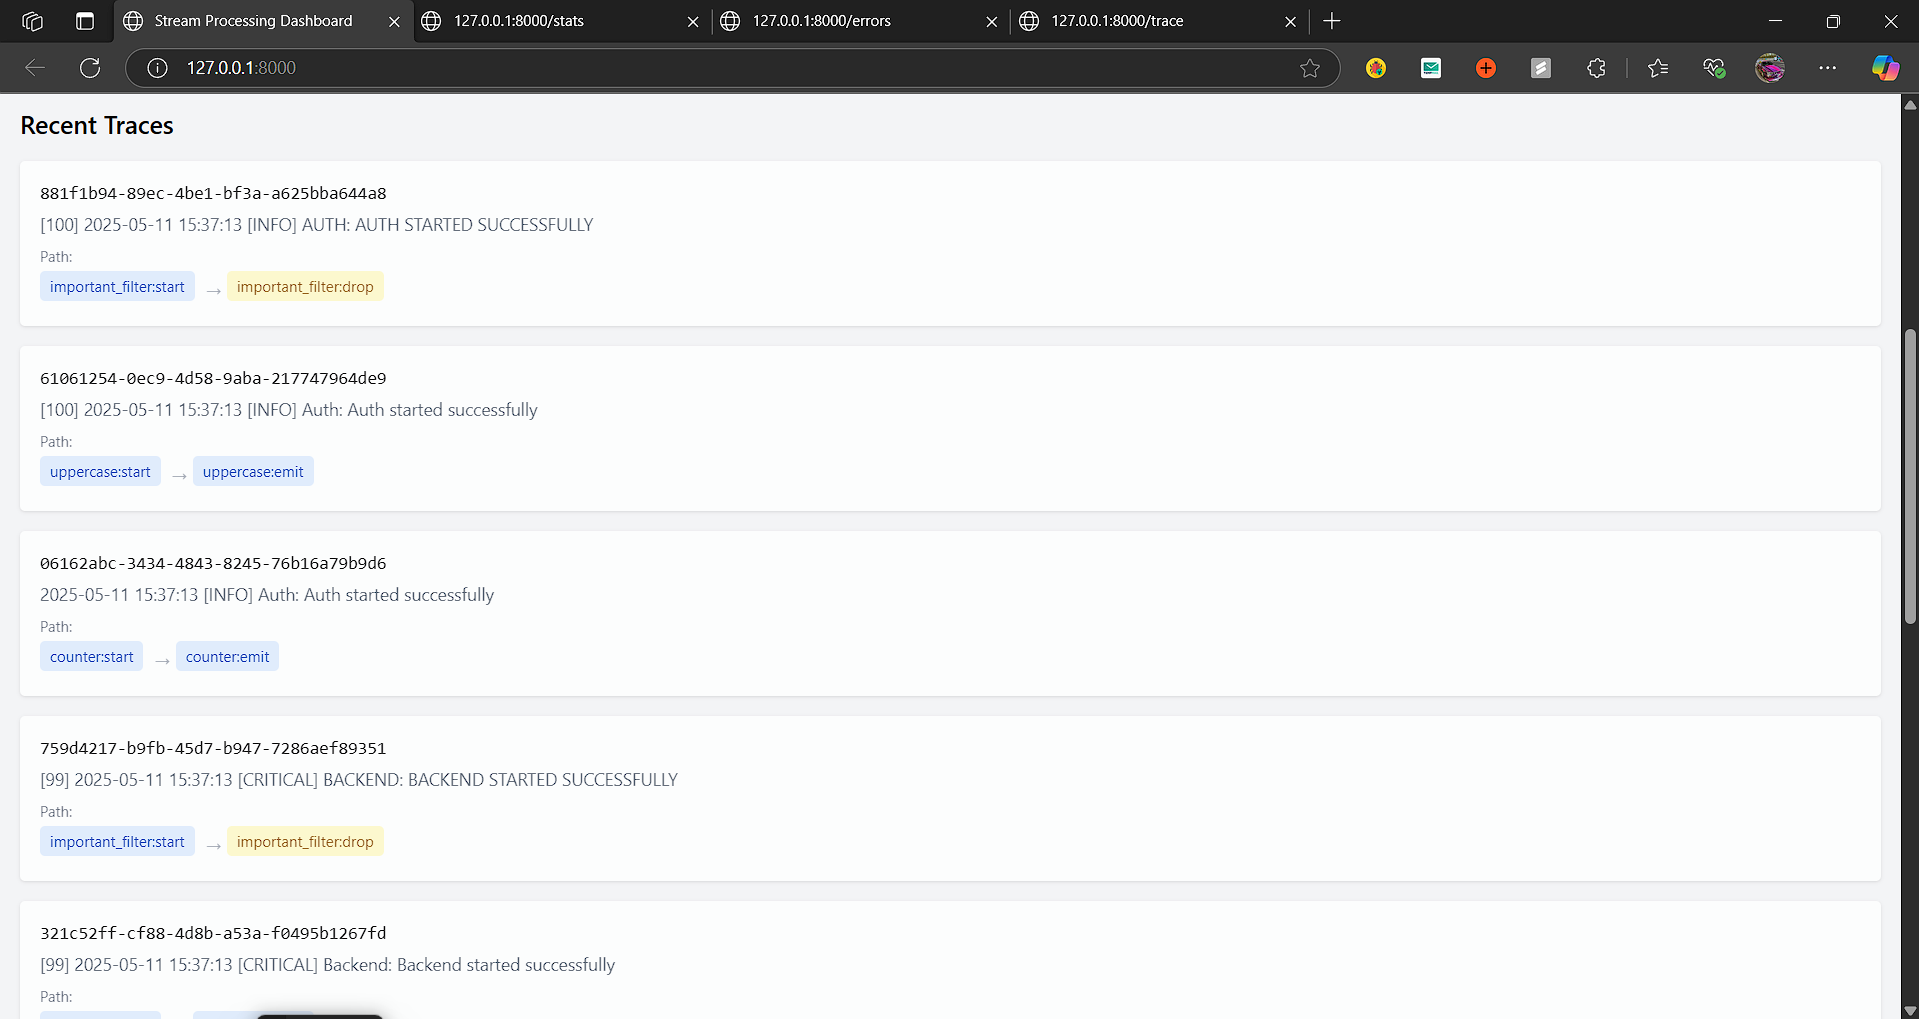 Stream Processing Dashboard
127.0.0.1:8000/stats
127.0.0.1:8000/errors
127.0.0.1:8000/trace
127.0.0.1:8000
Recent Traces
881f1b94-89ec-4be1-bf3a-a625bba644a8
[100] 2025-05-11 15:37:13 [INFO] AUTH: AUTH STARTED SUCCESSFULLY
Path:
important_filter:start → important_filter:drop
61061254-0ec9-4d58-9aba-217747964de9
[100] 2025-05-11 15:37:13 [INFO] Auth: Auth started successfully
Path:
uppercase:start → uppercase:emit
06162abc-3434-4843-8245-76b16a79b9d6
2025-05-11 15:37:13 [INFO] Auth: Auth started successfully
Path:
counter:start → counter:emit
759d4217-b9fb-45d7-b947-7286aef89351
[99] 2025-05-11 15:37:13 [CRITICAL] BACKEND: BACKEND STARTED SUCCESSFULLY
Path:
important_filter:start → important_filter:drop
321c52ff-cf88-4d8b-a53a-f0495b1267fd
[99] 2025-05-11 15:37:13 [CRITICAL] Backend: Backend started successfully
Path: